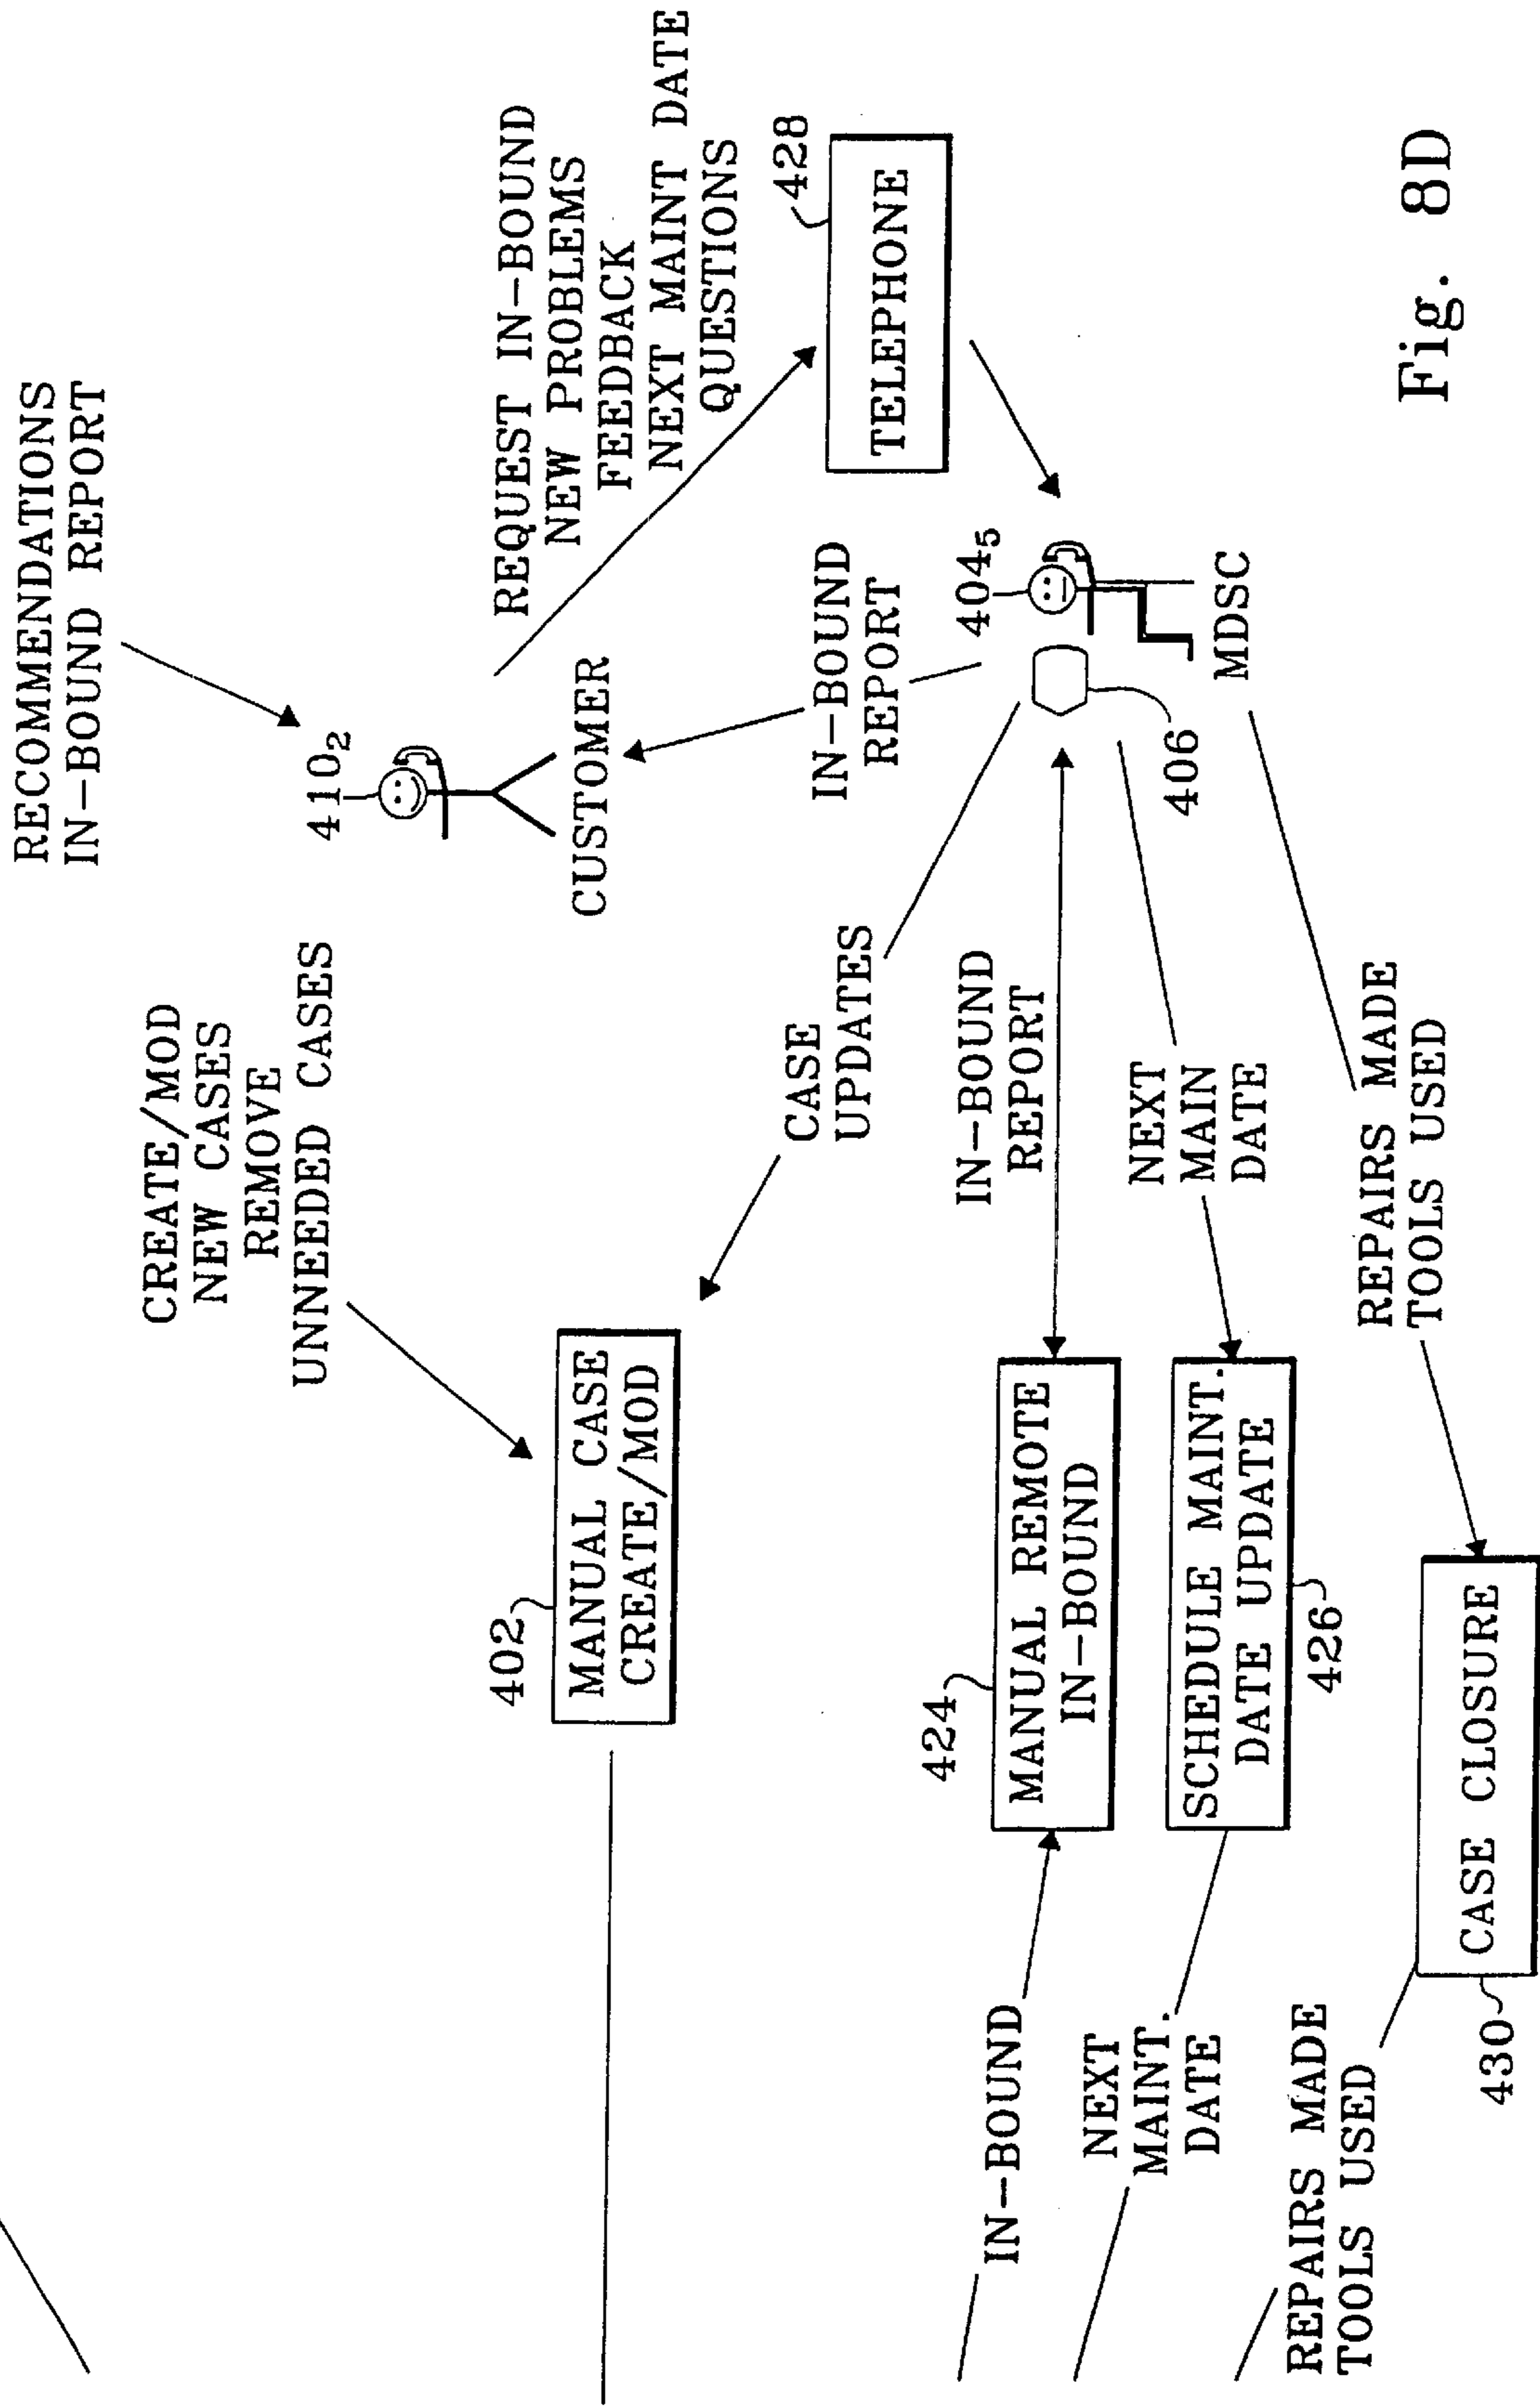 RECOMMENDATIONS
IN-BOUND REPORT
410₂
CUSTOMER
CREATE/MOD
NEW CASES
REMOVE
UNNEEDED CASES
402
MANUAL CASE
CREATE/MOD
REQUEST IN-BOUND
NEW PROBLEMS
FEEDBACK
NEXT MAINT DATE
QUESTIONS
428
TELEPHONE
IN-BOUND
REPORT
404₅
MDSC
406
CASE
UPDATES
IN-BOUND
REPORT
424
MANUAL REMOTE
IN-BOUND
IN-BOUND
NEXT
MAIN
DATE
SCHEDULE MAINT.
DATE UPDATE
426
NEXT
MAINT.
DATE
REPAIRS MADE
TOOLS USED
CASE CLOSURE
430
REPAIRS MADE
TOOLS USED
Fig. 8D